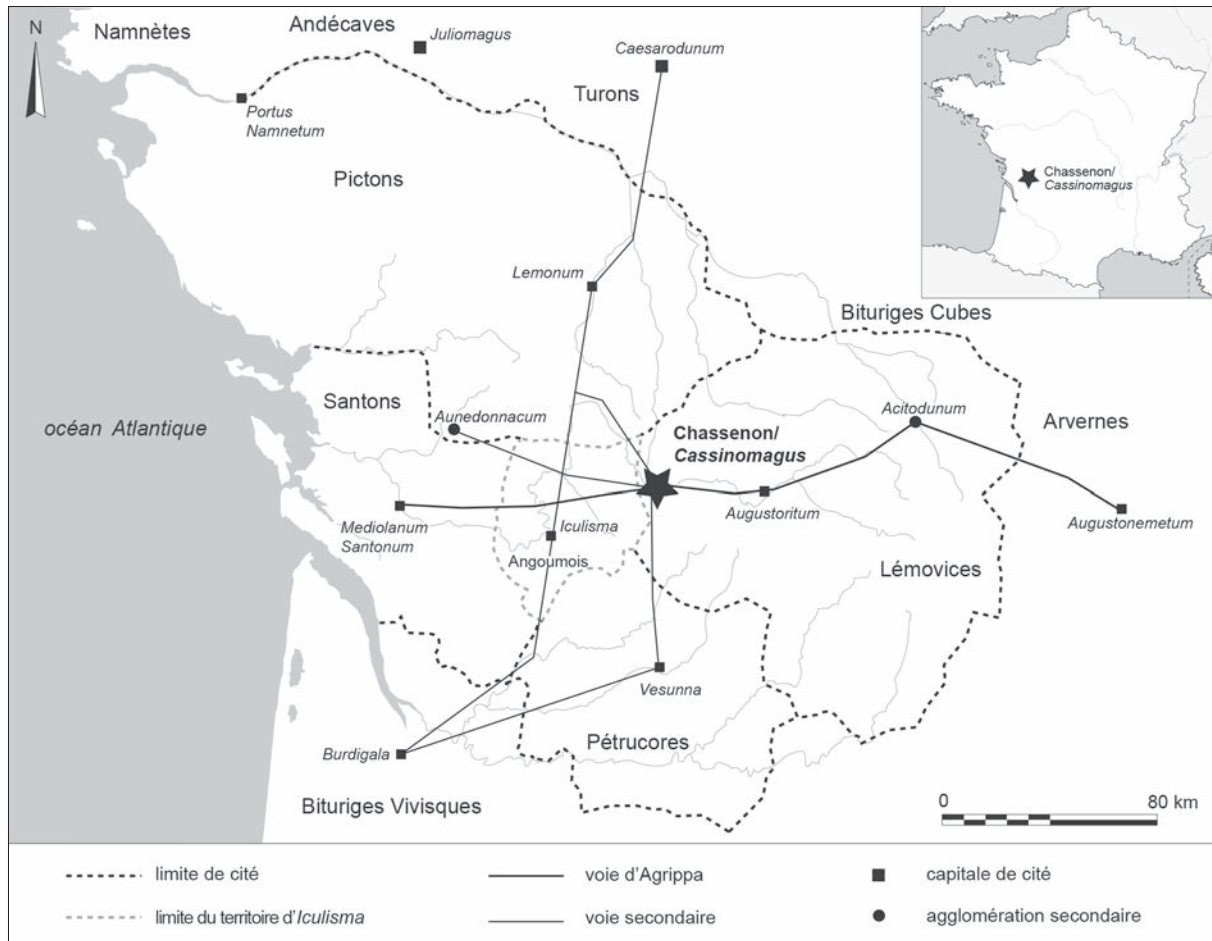 N
Namnètes
Andécaves
Juliomagus
Caesarodunum
Turons
Portus
Namnetum
Pictons
Chassenon/
Cassinomagus
Lemonum
Bituriges Cubes
Santons
Aunedonnacum
Acitodunum
océan Atlantique
Arvernes
Chassenon/
Cassinomagus
Mediolanum
Santonum
Iculisma
Augustoritum
Augustonemetum
Angoumois
Lémovices
Vesunna
Pétrucores
Burdigala
Bituriges Vivisques
0 80 km
limite de cité
voie d'Agrippa
capitale de cité
limite du territoire d'Iculisma
voie secondaire
agglomération secondaire